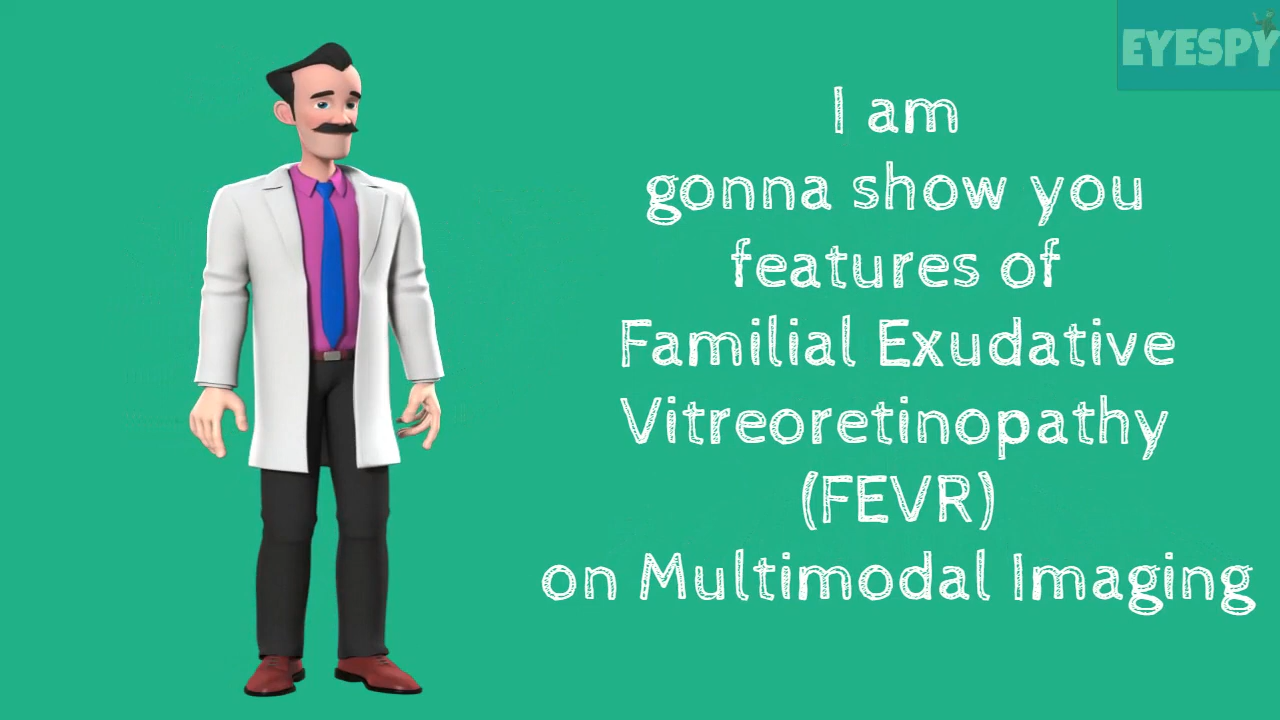 EYESPY
I am
gonna show you
features of
Familial Exudative
Vitreoretinopathy
(FEVR)
on Multimodal Imaging